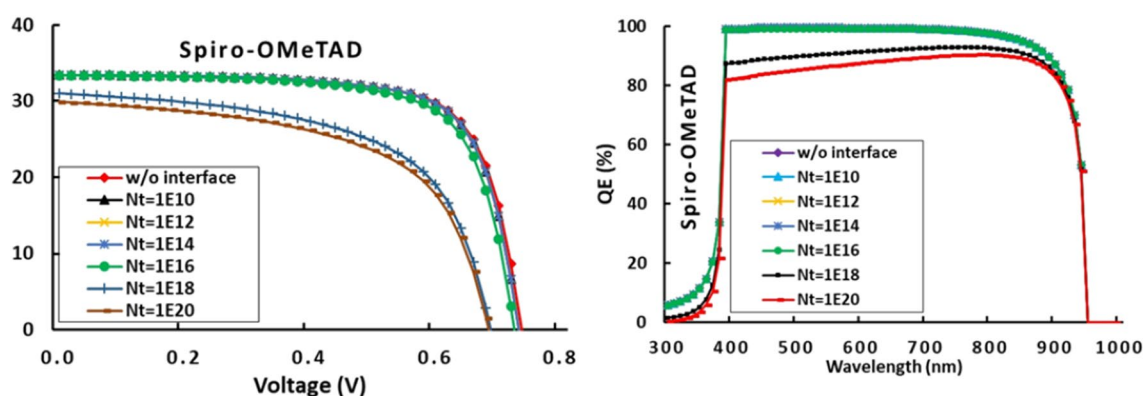 40
30
20
10
0
Spiro-OMeTAD
w/o interface
Nt=1E10
Nt=1E12
Nt=1E14
Nt=1E16
Nt=1E18
Nt=1E20
0.0 0.2 0.4 0.6 0.8
Voltage (V)
100
80
60
40
20
0
QE (%)
Spiro-OMeTAD
w/o interface
Nt=1E10
Nt=1E12
Nt=1E14
Nt=1E16
Nt=1E18
Nt=1E20
300 400 500 600 700 800 900 1000
Wavelength (nm)